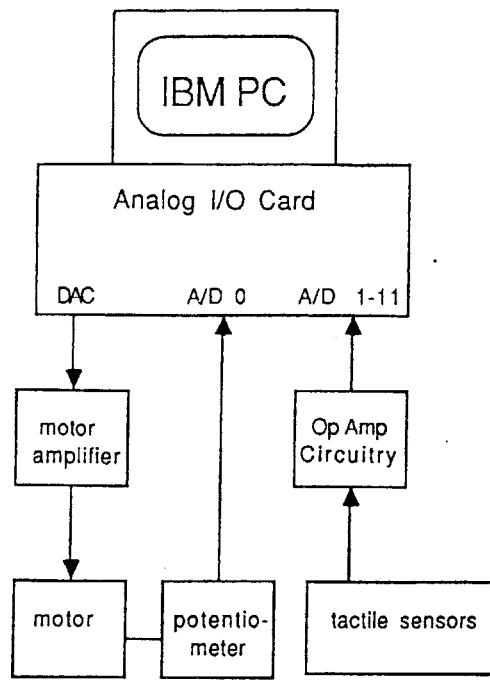 IBM PC
Analog I/O Card
DAC A/D 0 A/D 1-11
motor
amplifier
Op Amp
Circuitry
motor
potentio-
meter
tactile sensors